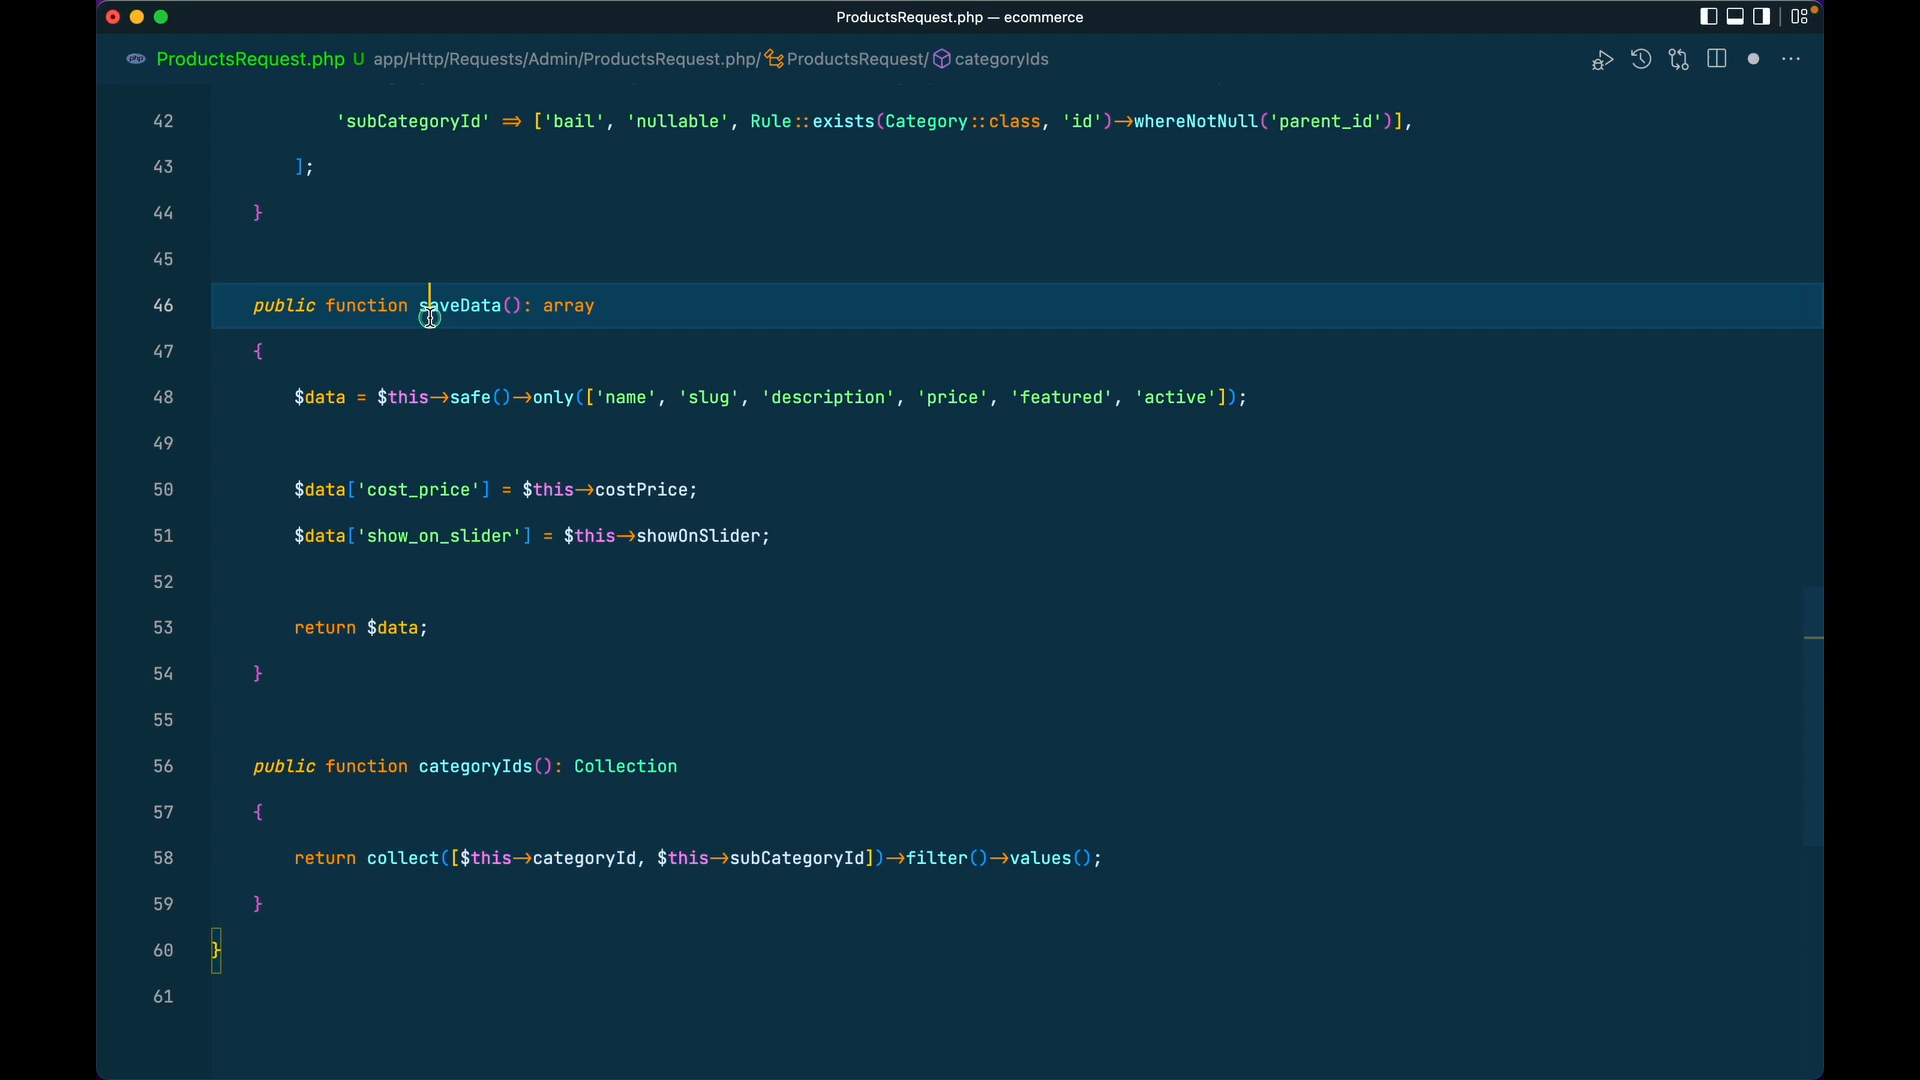 ProductsRequest.php — ecommerce
php ProductsRequest.php U app/Http/Requests/Admin/ProductsRequest.php/ ProductsRequest/ categoryIds
42 'subCategoryId' => ['bail', 'nullable', Rule::exists(Category::class, 'id')->whereNotNull('parent_id')],
43 ];
44 }
45
46 public function saveData(): array
47 {
48 $data = $this->safe()->only(['name', 'slug', 'description', 'price', 'featured', 'active']);
49
50 $data['cost_price'] = $this->costPrice;
51 $data['show_on_slider'] = $this->showOnSlider;
52
53 return $data;
54 }
55
56 public function categoryIds(): Collection
57 {
58 return collect([$this->categoryId, $this->subCategoryId])->filter()->values();
59 }
60 }
61